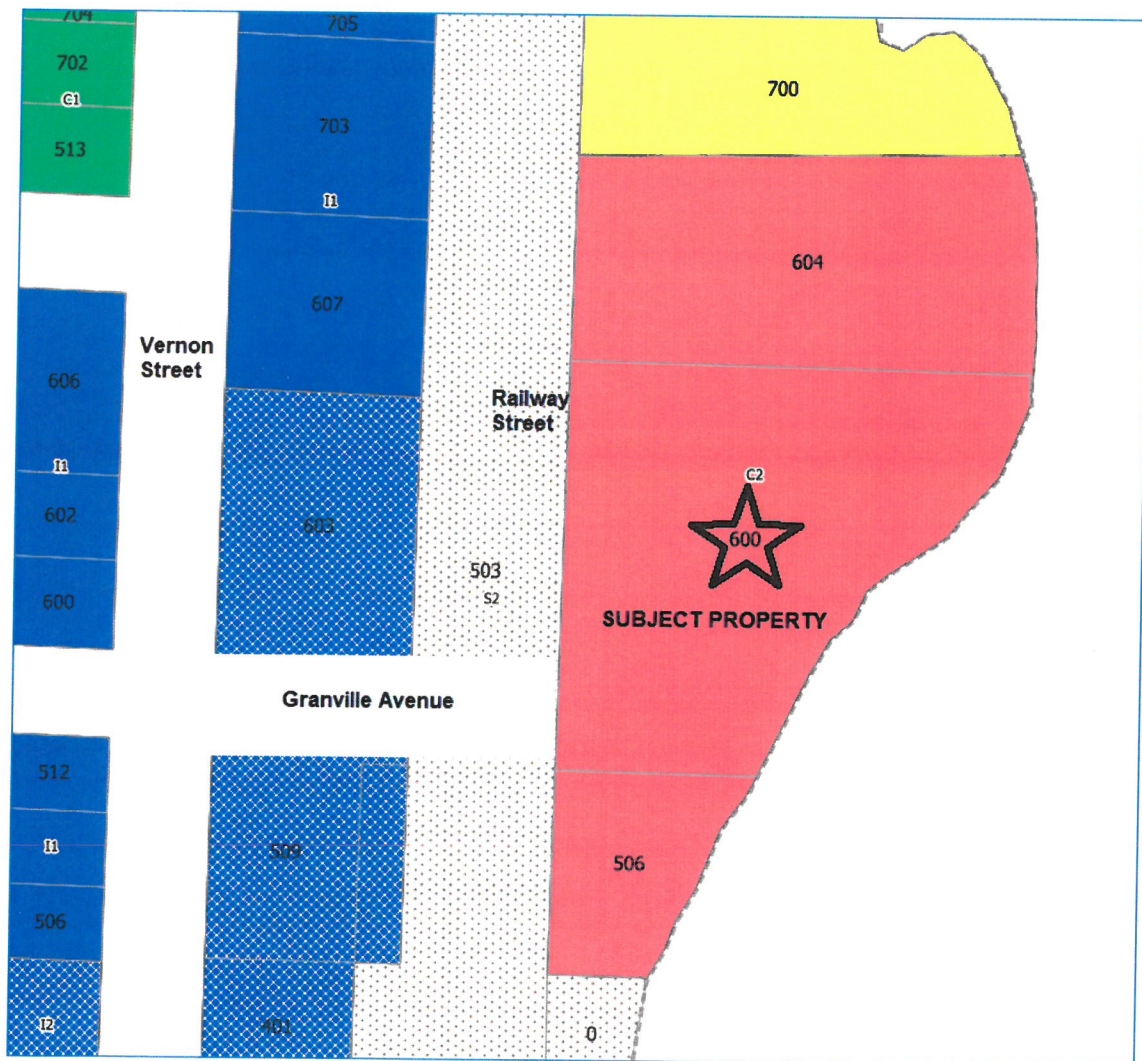 704
705
702
C1
513
703
I1
607
700
604
Vernon
Street
606
I1
602
600
Railway
Street
603
503
S2
C2
600
SUBJECT PROPERTY
Granville Avenue
512
I1
506
I2
509
401
506
0